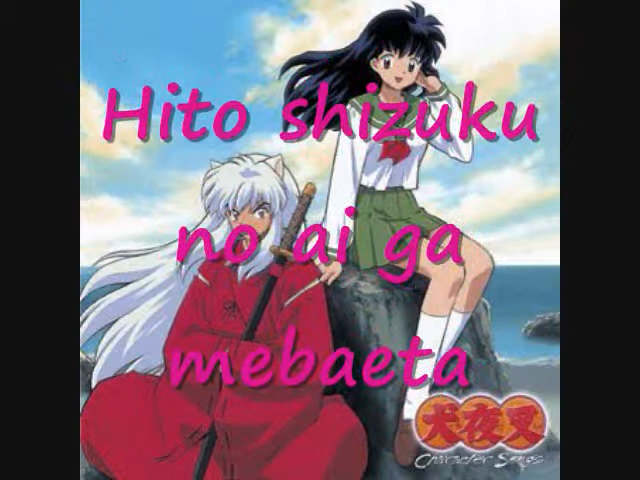 Hito shizuku
no ai ga
mebaeta
犬夜叉
Character Songs